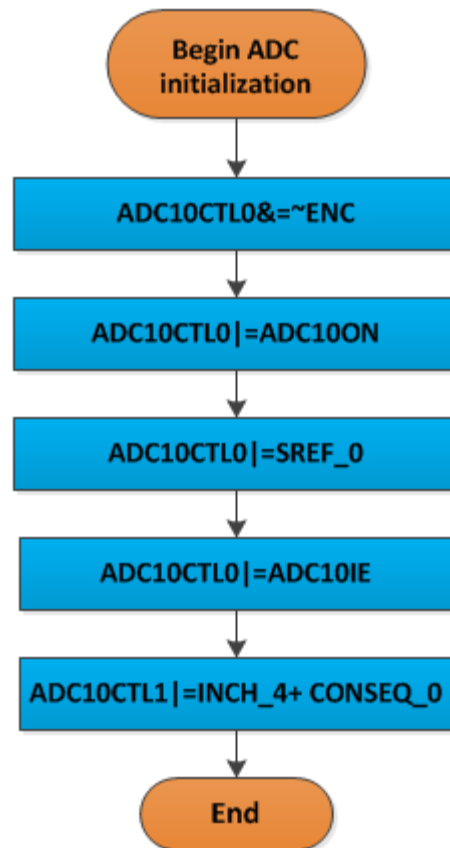 Begin ADC
initialization
ADC10CTL0&=~ENC
ADC10CTL0|=ADC10ON
ADC10CTL0|=SREF_0
ADC10CTL0|=ADC10IE
ADC10CTL1|=INCH_4+ CONSEQ_0
End